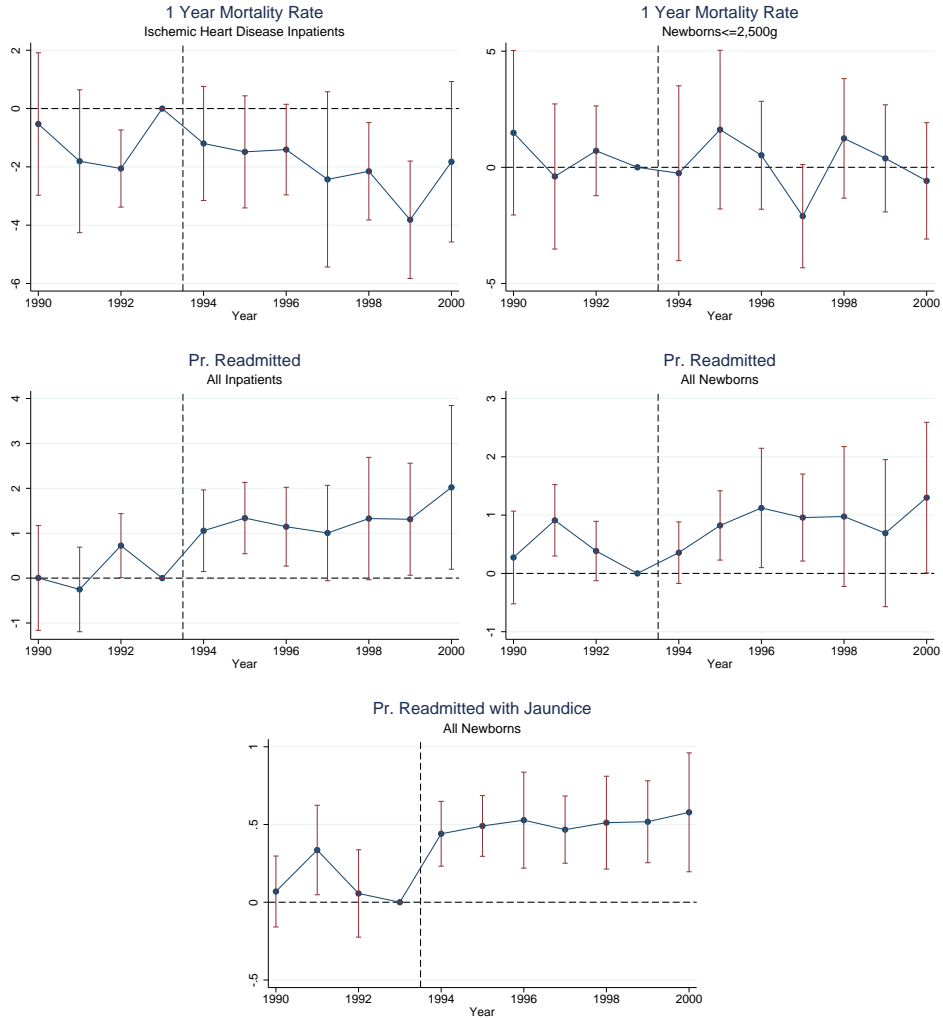 1 Year Mortality Rate
Ischemic Heart Disease Inpatients
2
0
-2
-4
-6
1990 1992 1994 1996 1998 2000
Year
1 Year Mortality Rate
Newborns<=2,500g
5
0
-5
1990 1992 1994 1996 1998 2000
Year
Pr. Readmitted
All Inpatients
4
3
2
1
0
-1
1990 1992 1994 1996 1998 2000
Year
Pr. Readmitted
All Newborns
3
2
1
0
-1
1990 1992 1994 1996 1998 2000
Year
Pr. Readmitted with Jaundice
All Newborns
1
.5
0
-.5
1990 1992 1994 1996 1998 2000
Year